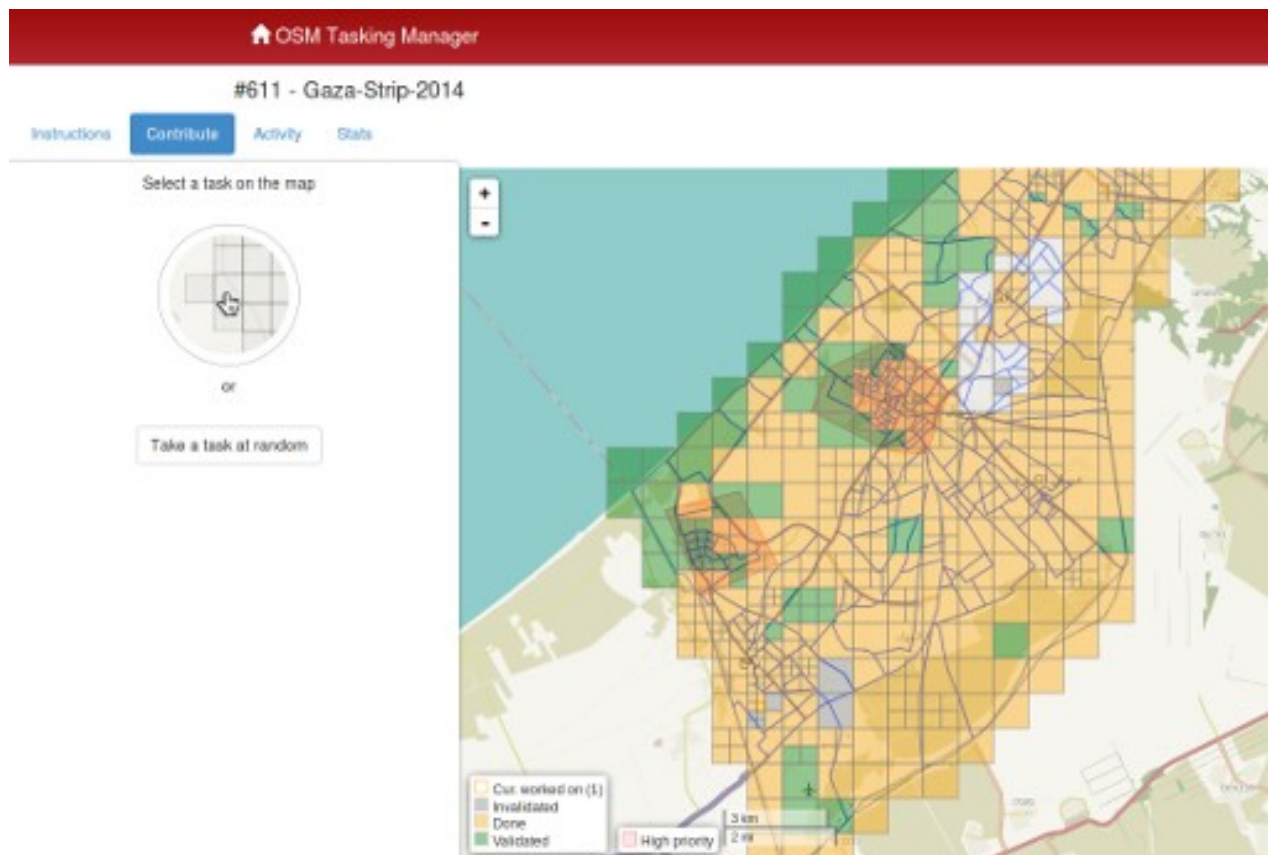 OSM Tasking Manager
#611 - Gaza-Strip-2014
Instructions Contribute Activity Stats
Select a task on the map
+
-
or
Take a task at random
Cur. worked on (1)
Invalidated
Done
Validated
High priority
3 km
2 mi